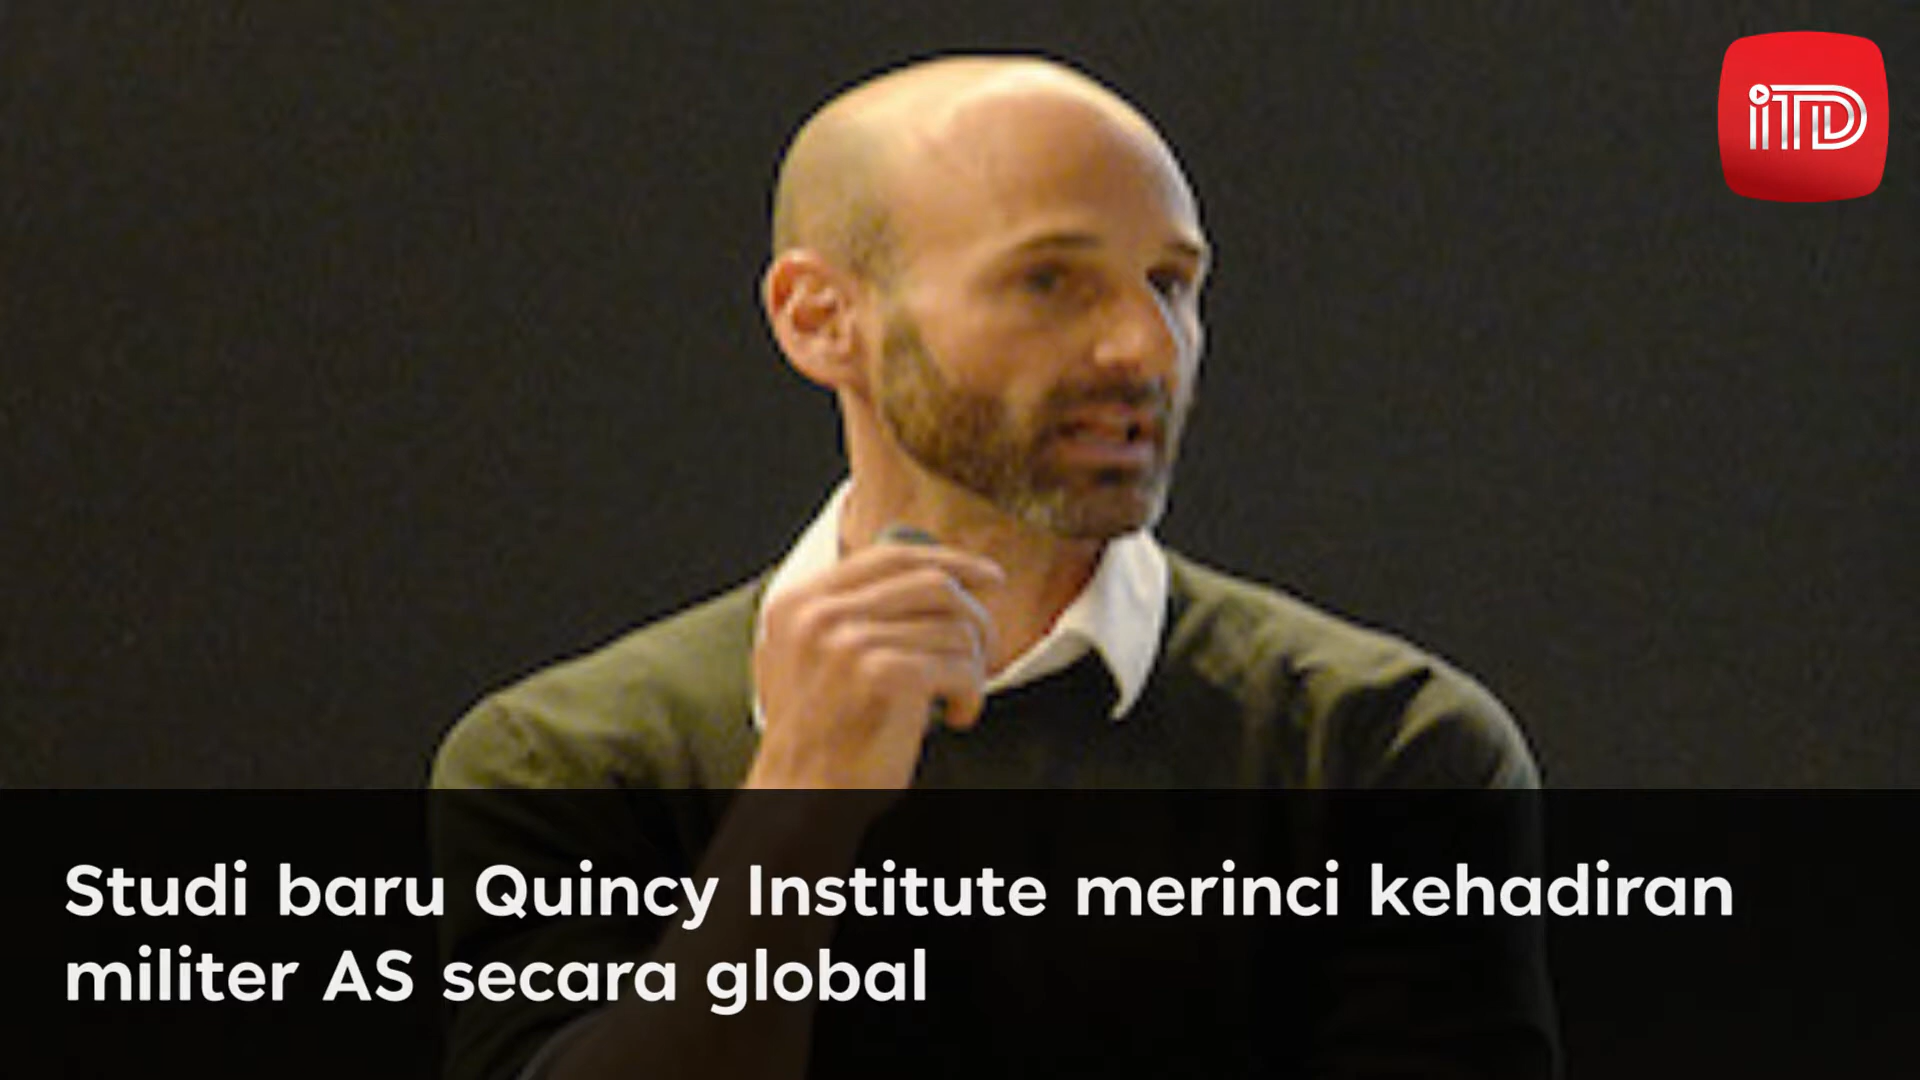 iTD
Studi baru Quincy Institute merinci kehadiran
militer AS secara global